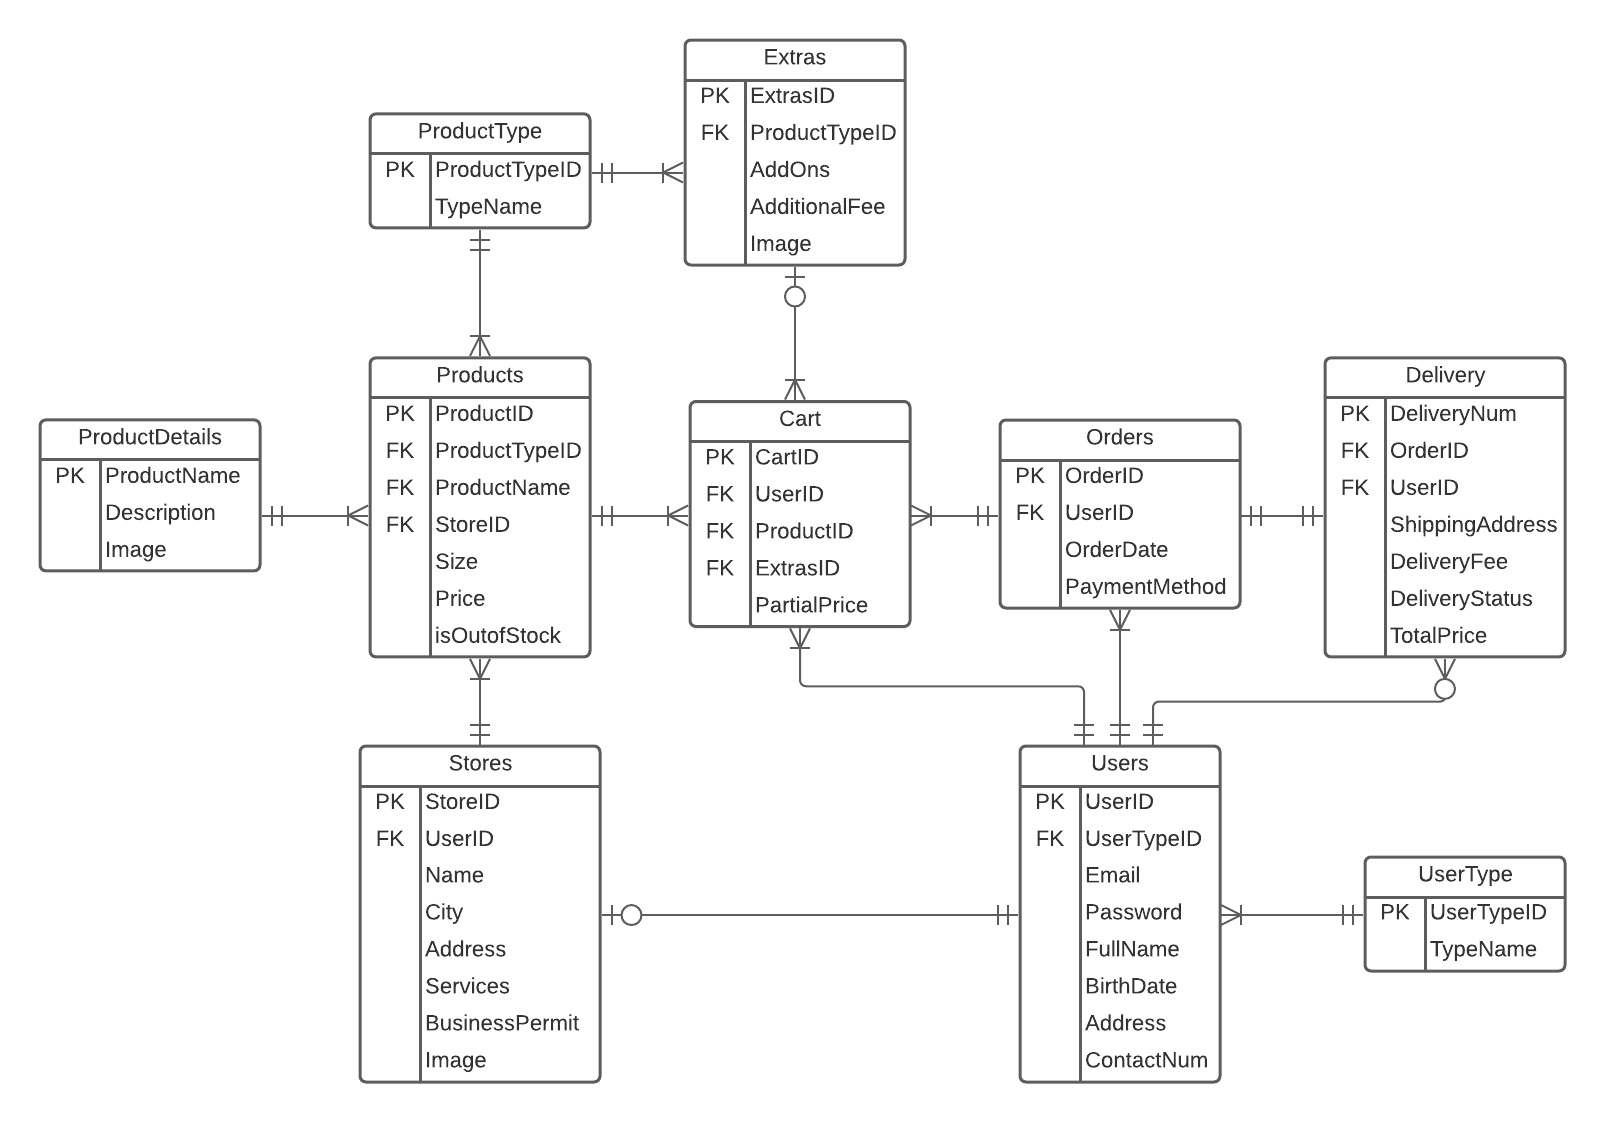 Extras
PK ExtrasID
FK ProductTypeID
AddOns
AdditionalFee
Image
ProductType
PK ProductTypeID
TypeName
Products
PK ProductID
FK ProductTypeID
FK ProductName
FK StoreID
Size
Price
isOutofStock
ProductDetails
PK ProductName
Description
Image
Cart
PK CartID
FK UserID
FK ProductID
FK ExtrasID
PartialPrice
Orders
PK OrderID
FK UserID
OrderDate
PaymentMethod
Delivery
PK DeliveryNum
FK OrderID
FK UserID
ShippingAddress
DeliveryFee
DeliveryStatus
TotalPrice
Stores
PK StoreID
FK UserID
Name
City
Address
Services
BusinessPermit
Image
Users
PK UserID
FK UserTypeID
Email
Password
FullName
BirthDate
Address
ContactNum
UserType
PK UserTypeID
TypeName